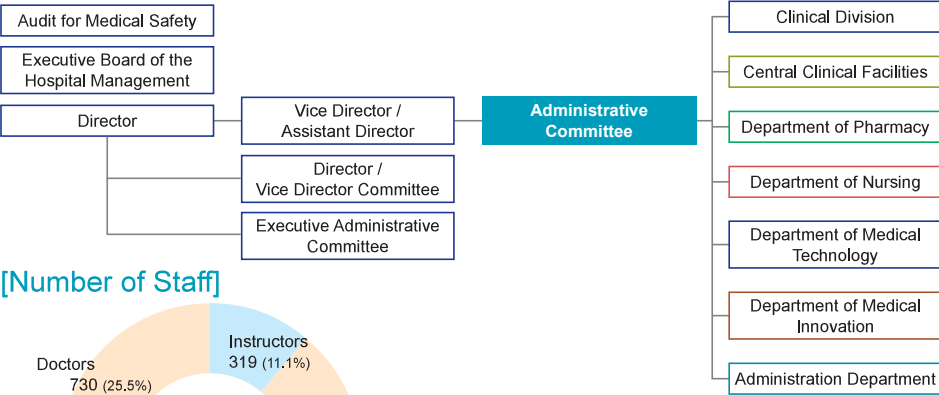 Audit for Medical Safety
Executive Board of the
Hospital Management
Director
Vice Director /
Assistant Director
Director /
Vice Director Committee
Executive Administrative
Committee
Administrative
Committee
Clinical Division
Central Clinical Facilities
Department of Pharmacy
Department of Nursing
Department of Medical
Technology
Department of Medical
Innovation
Administration Department
[Number of Staff]
Instructors
319 (11.1%)
Doctors
730 (25.5%)